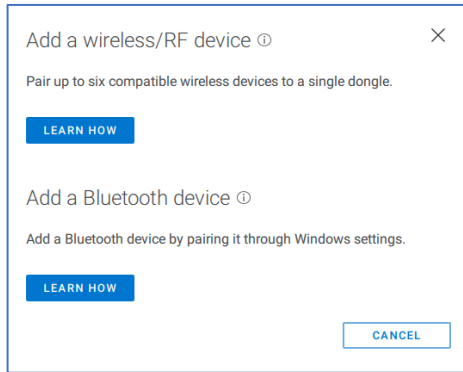 Add a wireless/RF device
Pair up to six compatible wireless devices to a single dongle.
LEARN HOW
Add a Bluetooth device
Add a Bluetooth device by pairing it through Windows settings.
LEARN HOW
CANCEL